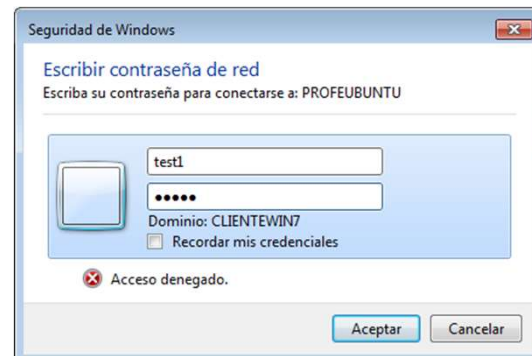 Seguridad de Windows
Escribir contraseña de red
Escriba su contraseña para conectarse a: PROFEUBUNTU
test1
•••••
Dominio: CLIENTEWIN7
Recordar mis credenciales
Acceso denegado.
Aceptar
Cancelar